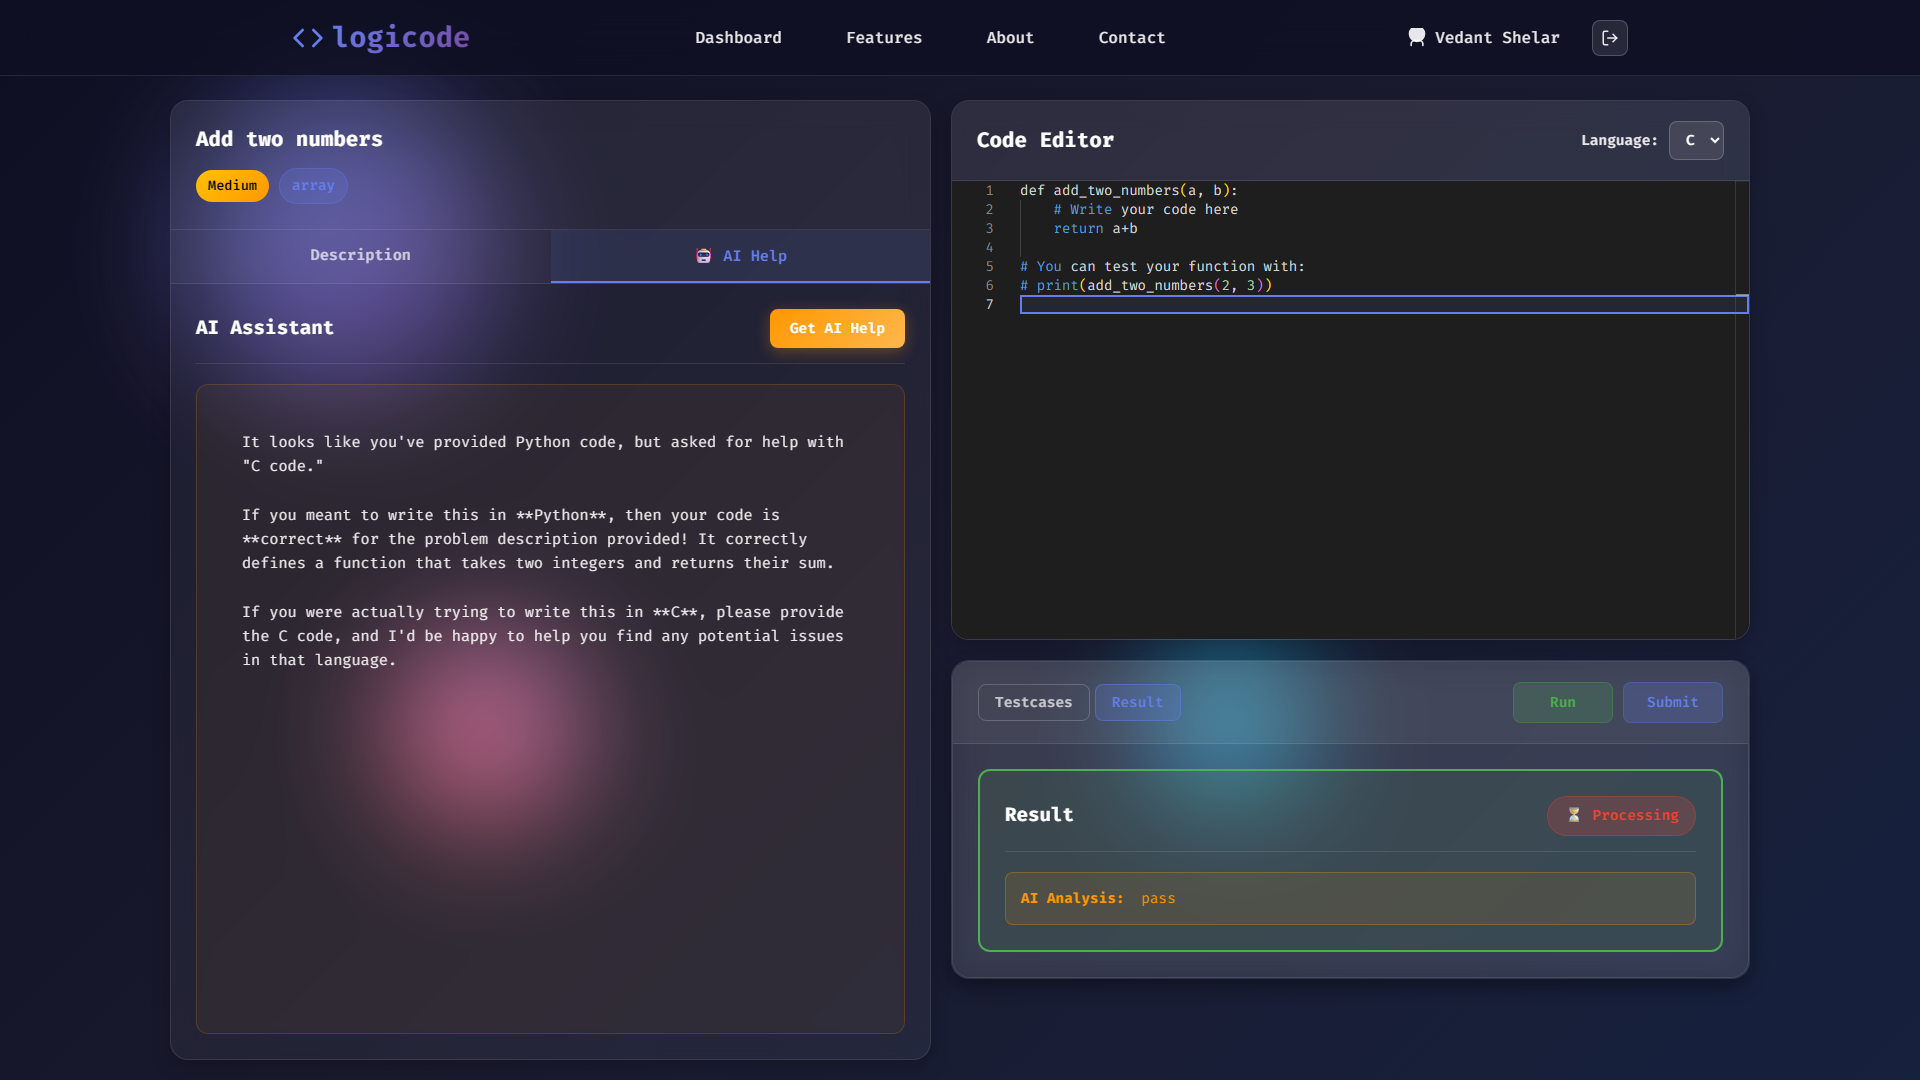 <> logicode
Dashboard
Features
About
Contact
Vedant Shelar
Add two numbers
Medium
array
Description
AI Help
AI Assistant
Get AI Help
It looks like you've provided Python code, but asked for help with
"C code."
If you meant to write this in **Python**, then your code is
**correct** for the problem description provided! It correctly
defines a function that takes two integers and returns their sum.
If you were actually trying to write this in **C**, please provide
the C code, and I'd be happy to help you find any potential issues
in that language.
Code Editor
Language:
C
1 def add_two_numbers(a, b):
2     # Write your code here
3     return a+b
4
5 # You can test your function with:
6 # print(add_two_numbers(2, 3))
7
Testcases
Result
Run
Submit
Result
Processing
AI Analysis: pass